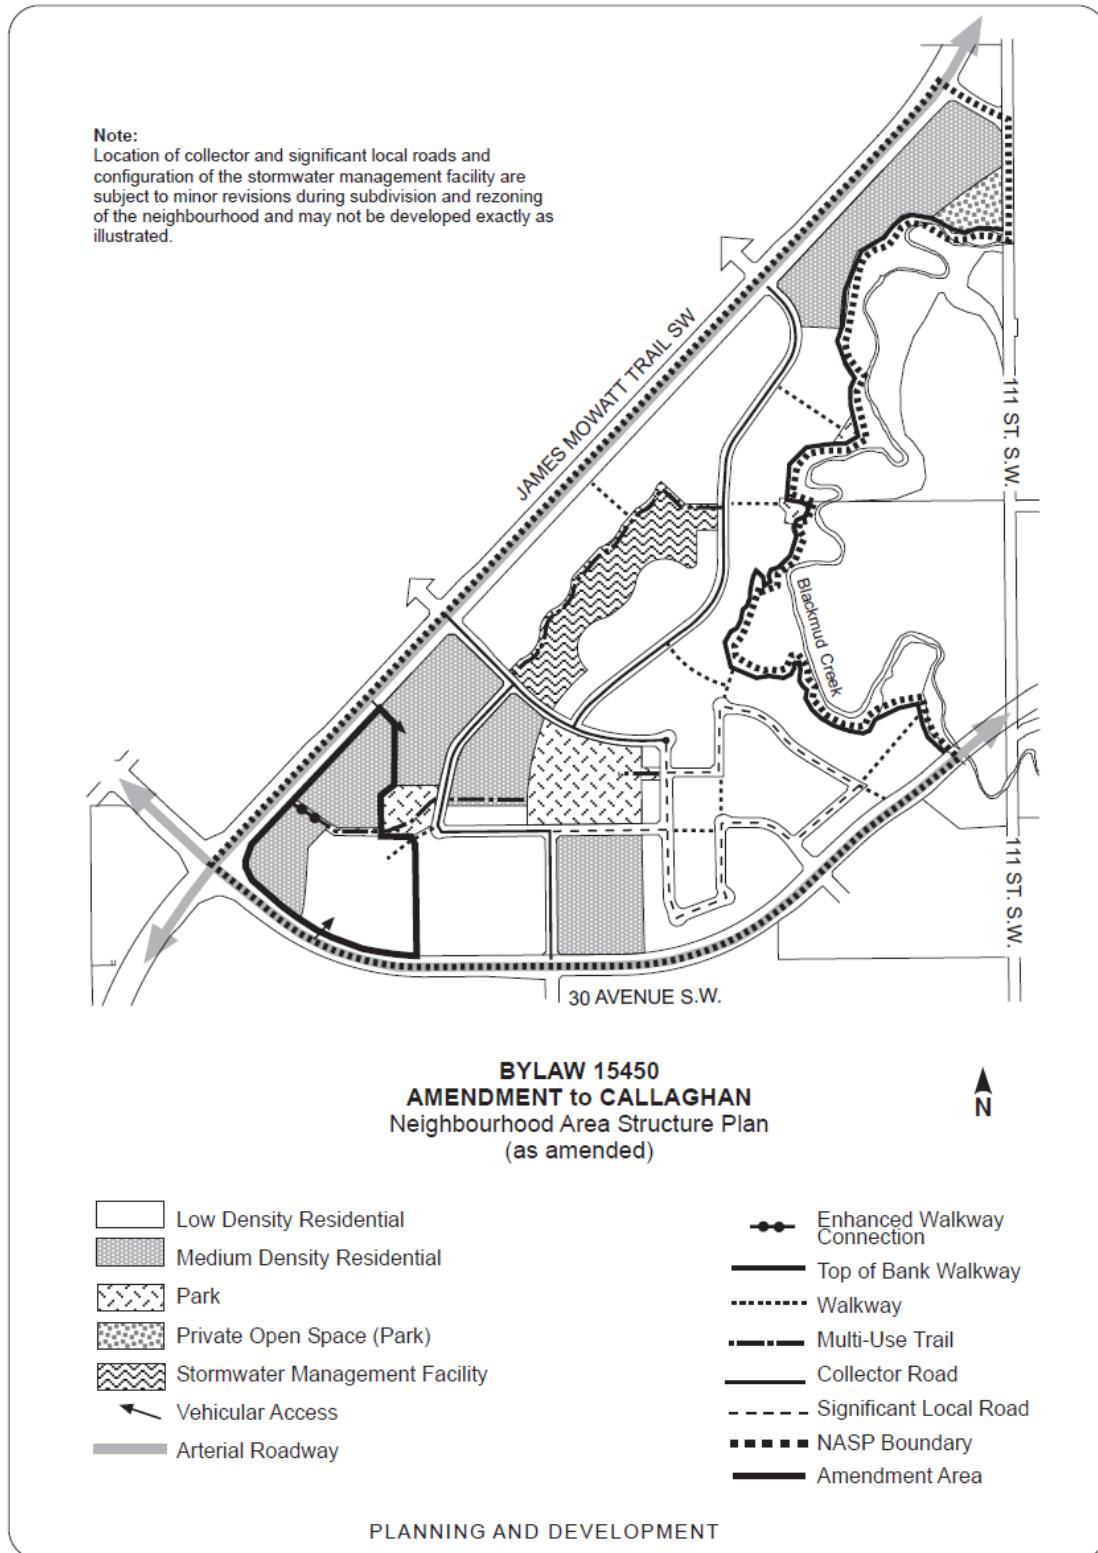 Note:
Location of collector and significant local roads and
configuration of the stormwater management facility are
subject to minor revisions during subdivision and rezoning
of the neighbourhood and may not be developed exactly as
illustrated.
JAMES MOWATT TRAIL SW
111 ST. S.W.
Blackmud Creek
111 ST. S.W.
30 AVENUE S.W.
BYLAW 15450
AMENDMENT to CALLAGHAN
Neighbourhood Area Structure Plan
(as amended)
N
Low Density Residential
Medium Density Residential
Park
Private Open Space (Park)
Stormwater Management Facility
Vehicular Access
Arterial Roadway
Enhanced Walkway
Connection
Top of Bank Walkway
Walkway
Multi-Use Trail
Collector Road
Significant Local Road
NASP Boundary
Amendment Area
PLANNING AND DEVELOPMENT